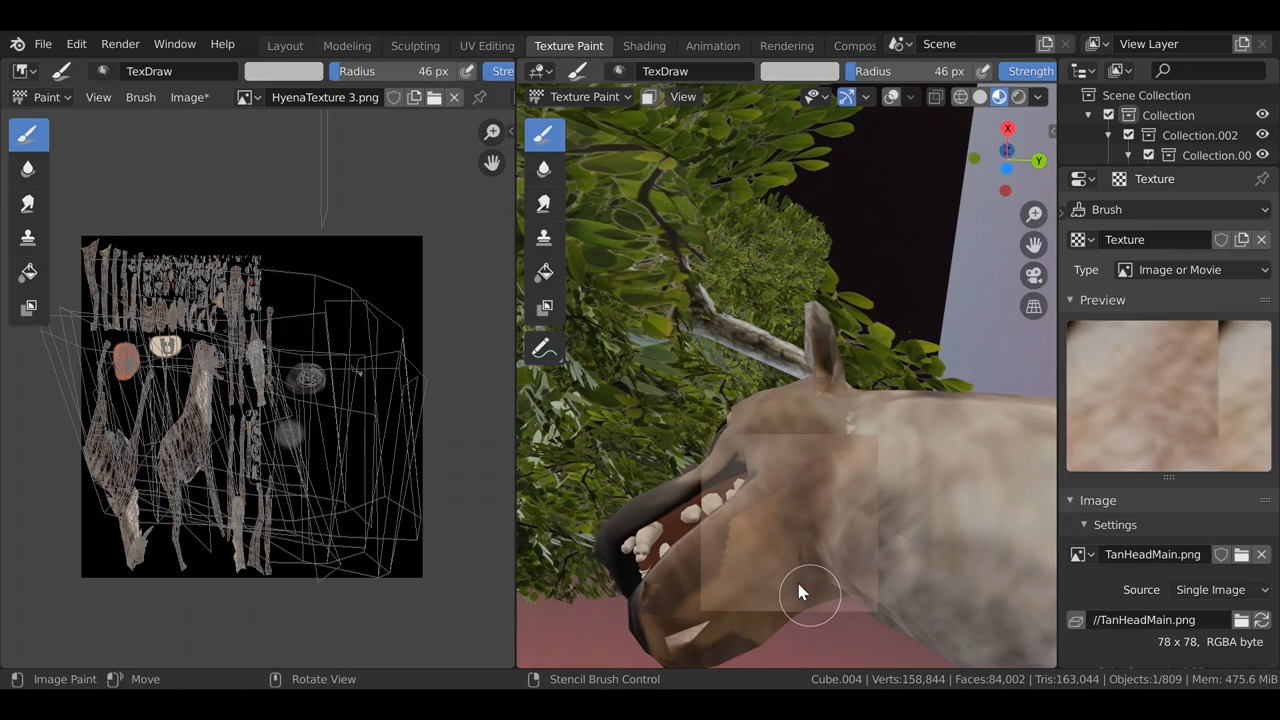 File Edit Render Window Help Layout Modeling Sculpting UV Editing Texture Paint Shading Animation Rendering Compos Scene View Layer
TexDraw Radius 46 px Stre TexDraw Radius 46 px Strength
Paint View Brush Image* HyenaTexture 3.png Texture Paint View
Scene Collection
Collection
Collection.002
Collection.00
X
Y
Texture
Brush
Texture
Type Image or Movie
Preview
Image
Settings
TanHeadMain.png
Source Single Image
//TanHeadMain.png
78 x 78, RGBA byte
Image Paint Move Rotate View Stencil Brush Control Cube.004 | Verts:158,844 | Faces:84,002 | Tris:163,044 | Objects:1/809 | Mem: 475.6 MiB